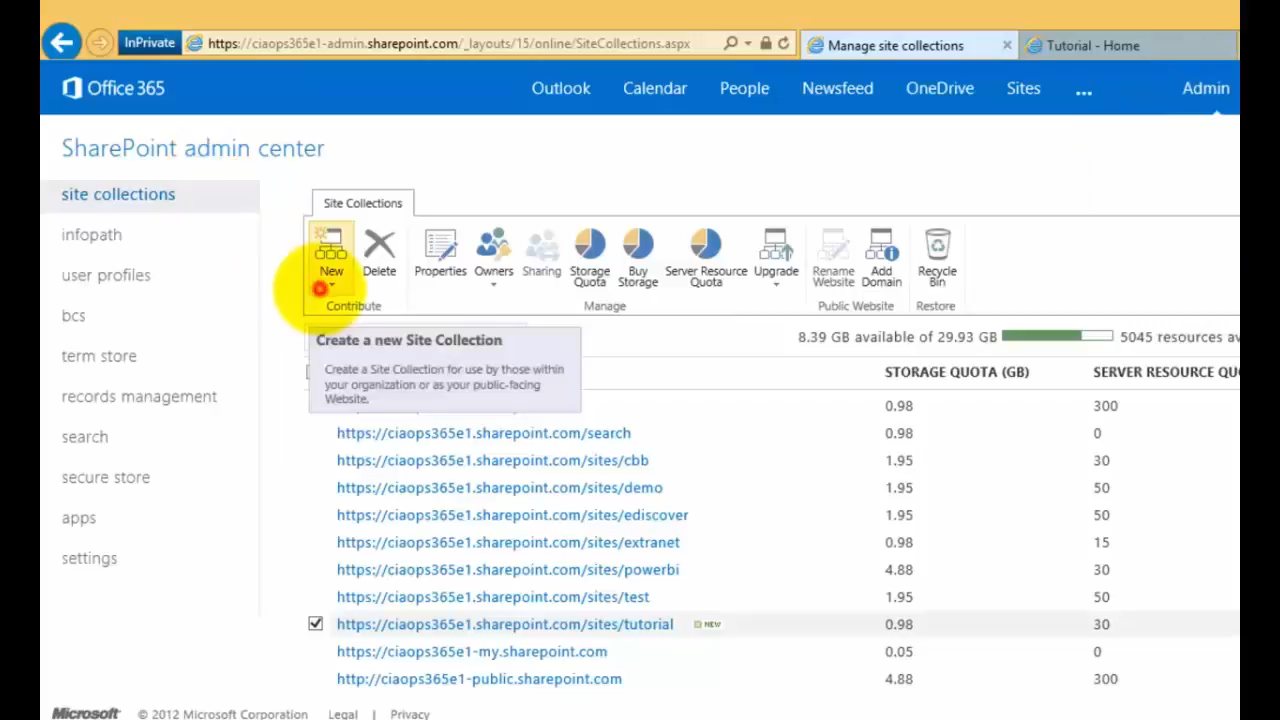 InPrivate https://ciaops365e1-admin.sharepoint.com/_layouts/15/online/SiteCollections.aspx Manage site collections Tutorial - Home
Office 365 Outlook Calendar People Newsfeed OneDrive Sites ... Admin
SharePoint admin center
site collections
infopath
user profiles
bcs
term store
records management
search
secure store
apps
settings
Site Collections
New Delete Properties Owners Sharing Storage Quota Buy Storage Server Resource Quota Upgrade Rename Website Add Domain Recycle Bin
Contribute Manage Public Website Restore
Create a new Site Collection
Create a Site Collection for use by those within
your organization or as your public-facing
Website.
8.39 GB available of 29.93 GB 5045 resources av
STORAGE QUOTA (GB) SERVER RESOURCE QU
0.98 300
https://ciaops365e1.sharepoint.com/search 0.98 0
https://ciaops365e1.sharepoint.com/sites/cbb 1.95 30
https://ciaops365e1.sharepoint.com/sites/demo 1.95 50
https://ciaops365e1.sharepoint.com/sites/ediscover 1.95 50
https://ciaops365e1.sharepoint.com/sites/extranet 0.98 15
https://ciaops365e1.sharepoint.com/sites/powerbi 4.88 30
https://ciaops365e1.sharepoint.com/sites/test 1.95 50
https://ciaops365e1.sharepoint.com/sites/tutorial NEW 0.98 30
https://ciaops365e1-my.sharepoint.com 0.05 0
http://ciaops365e1-public.sharepoint.com 4.88 300
Microsoft © 2012 Microsoft Corporation Legal | Privacy